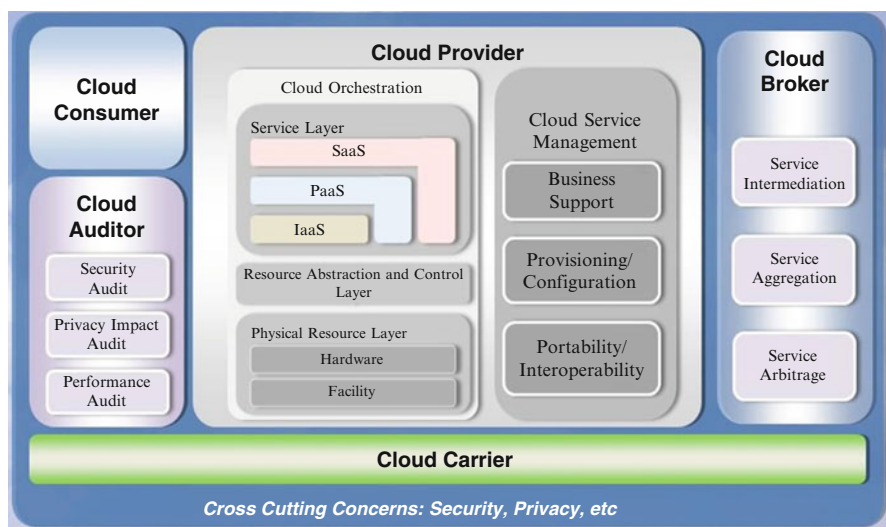 Cloud
Consumer
Cloud
Auditor
Security
Audit
Privacy Impact
Audit
Performance
Audit
Cloud Provider
Cloud Orchestration
Service Layer
SaaS
PaaS
IaaS
Resource Abstraction and Control
Layer
Physical Resource Layer
Hardware
Facility
Cloud Service
Management
Business
Support
Provisioning/
Configuration
Portability/
Interoperability
Cloud
Broker
Service
Intermediation
Service
Aggregation
Service
Arbitrage
Cloud Carrier
Cross Cutting Concerns: Security, Privacy, etc